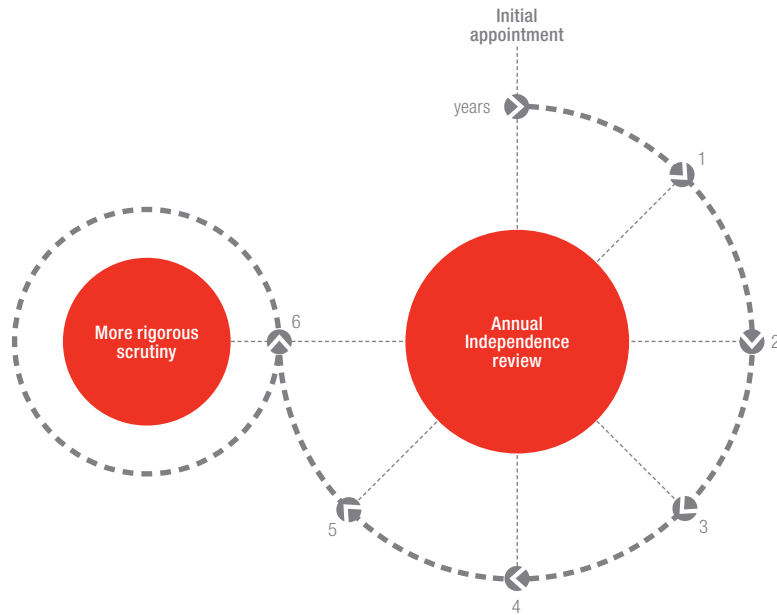 Initial
appointment
years
1
6
More rigorous
scrutiny
Annual
Independence
review
2
5
3
4